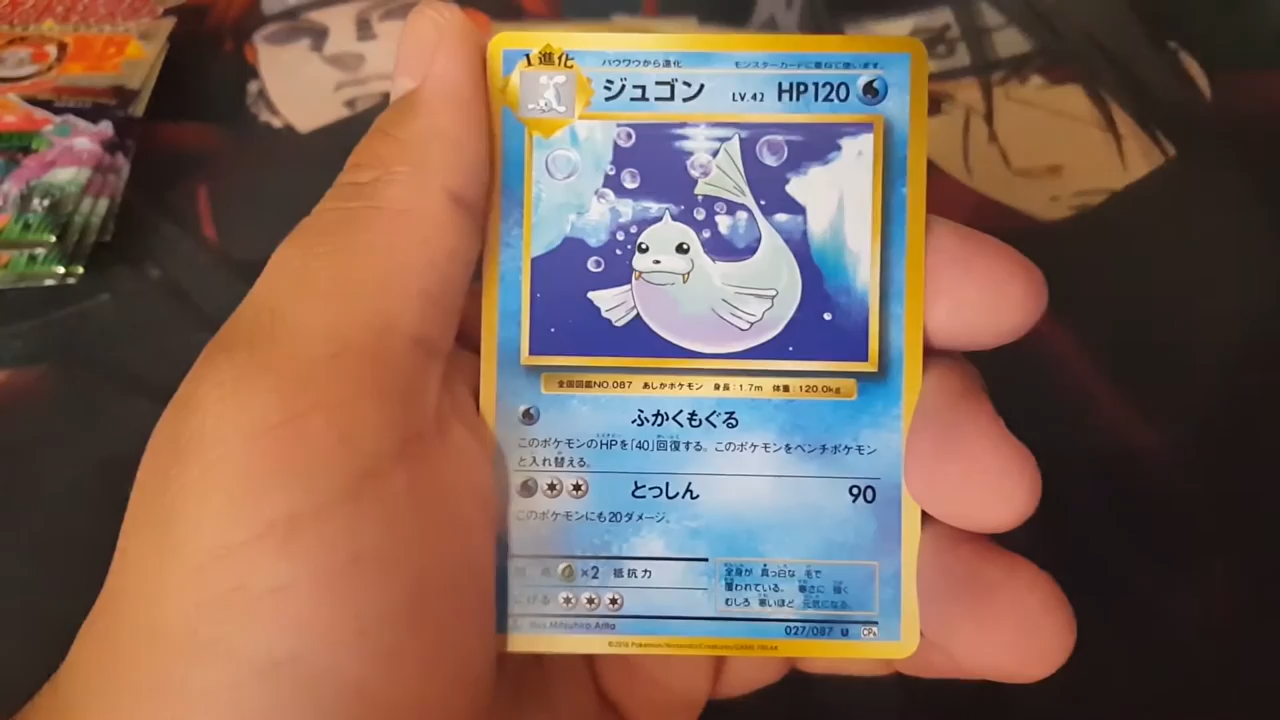 1進化
パウワウから進化
モンスターカードに重ねて使います。
ジュゴン LV.42 HP120
全国図鑑NO.087 あしかポケモン 身長:1.7m 体重:120.0kg
ふかくもぐる
このポケモンのHPを「40」回復する。このポケモンをベンチポケモン
と入れ替える。
とっしん 90
このポケモンにも20ダメージ。
×2 抵抗力
にげる
全身が 真っ白な 毛で
覆われている。 寒さに 強く
むしろ 寒いほど 元気になる。
Illus.Mitsuhiro Arita
027/087 U CP6
©2016 Pokémon/Nintendo/Creatures/GAME FREAK